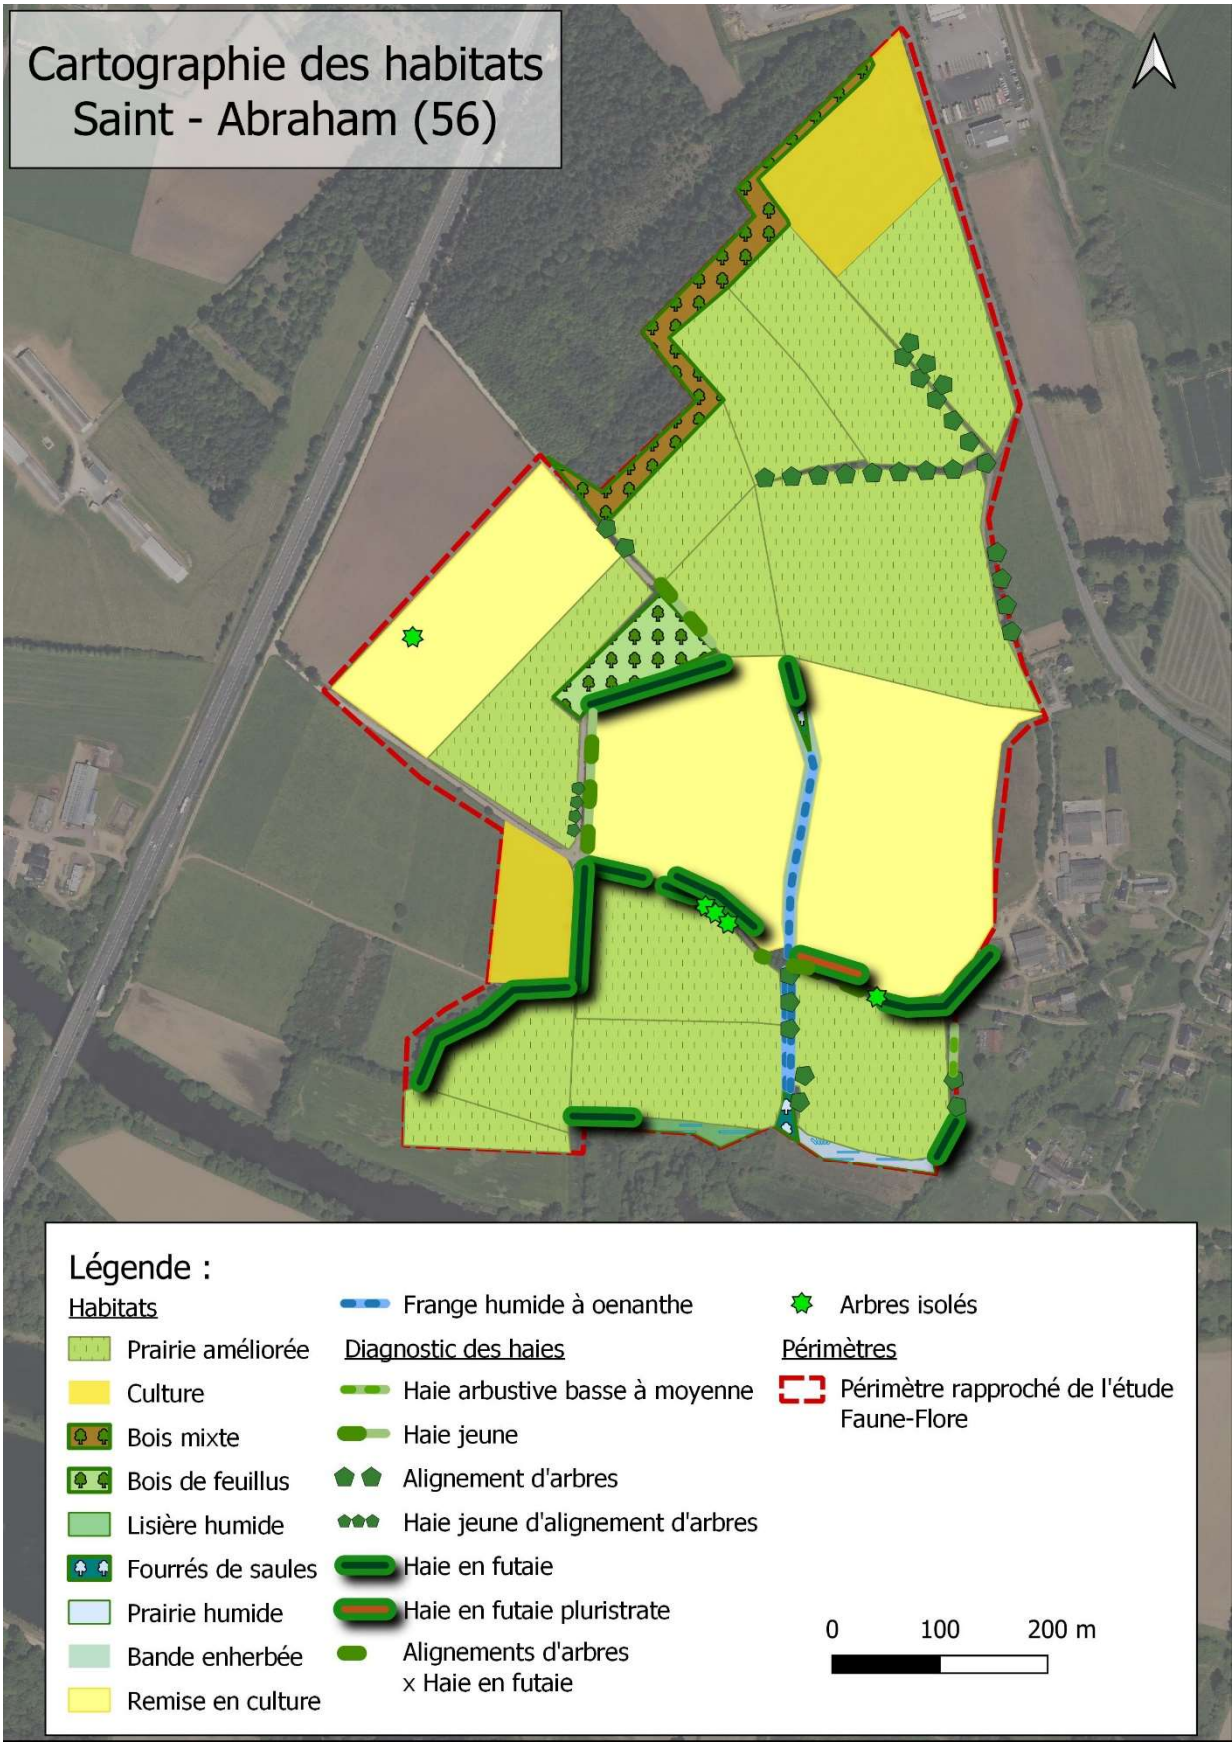 Cartographie des habitats
Saint - Abraham (56)
Légende :
Habitats
Prairie améliorée
Culture
Bois mixte
Bois de feuillus
Lisière humide
Fourrés de saules
Prairie humide
Bande enherbée
Remise en culture
Frange humide à oenanthe
Diagnostic des haies
Haie arbustive basse à moyenne
Haie jeune
Alignement d'arbres
Haie jeune d'alignement d'arbres
Haie en futaie
Haie en futaie pluristrate
Alignements d'arbres
x Haie en futaie
Arbres isolés
Périmètres
Périmètre rapproché de l'étude
Faune-Flore
0 100 200 m